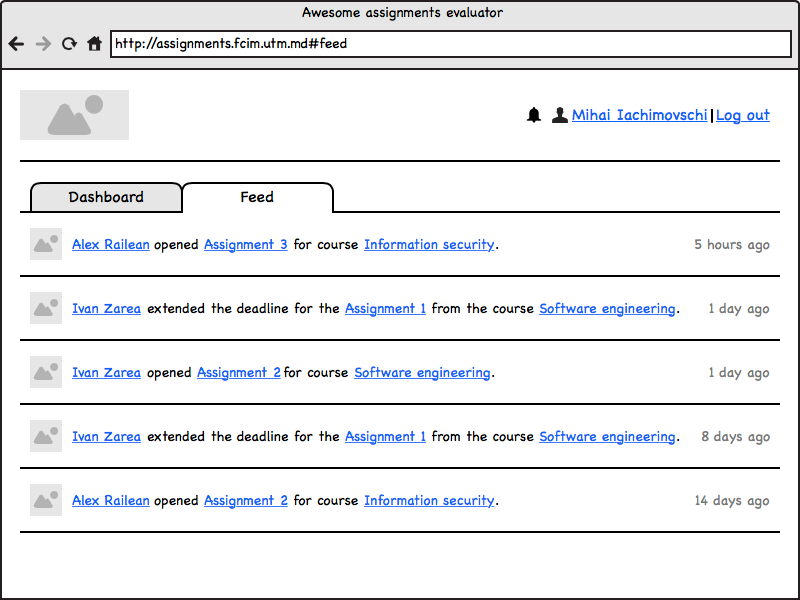 Awesome assignments evaluator
http://assignments.fcim.utm.md#feed
Mihai Iachimovschi | Log out
Dashboard Feed
Alex Railean opened Assignment 3 for course Information security. 5 hours ago
Ivan Zarea extended the deadline for the Assignment 1 from the course Software engineering. 1 day ago
Ivan Zarea opened Assignment 2 for course Software engineering. 1 day ago
Ivan Zarea extended the deadline for the Assignment 1 from the course Software engineering. 8 days ago
Alex Railean opened Assignment 2 for course Information security. 14 days ago